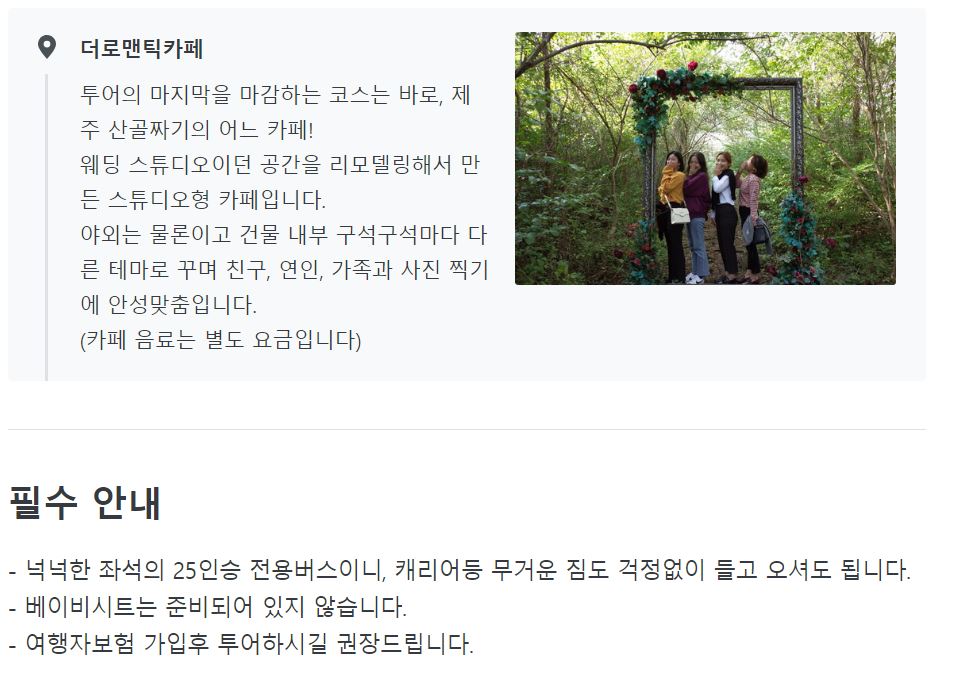 더로맨틱카페
투어의 마지막을 마감하는 코스는 바로, 제
주 산골짜기의 어느 카페!
웨딩 스튜디오이던 공간을 리모델링해서 만
든 스튜디오형 카페입니다.
야외는 물론이고 건물 내부 구석구석마다 다
른 테마로 꾸며 친구, 연인, 가족과 사진 찍기
에 안성맞춤입니다.
(카페 음료는 별도 요금입니다)
필수 안내
- 넉넉한 좌석의 25인승 전용버스이니, 캐리어등 무거운 짐도 걱정없이 들고 오셔도 됩니다.
- 베이비시트는 준비되어 있지 않습니다.
- 여행자보험 가입후 투어하시길 권장드립니다.